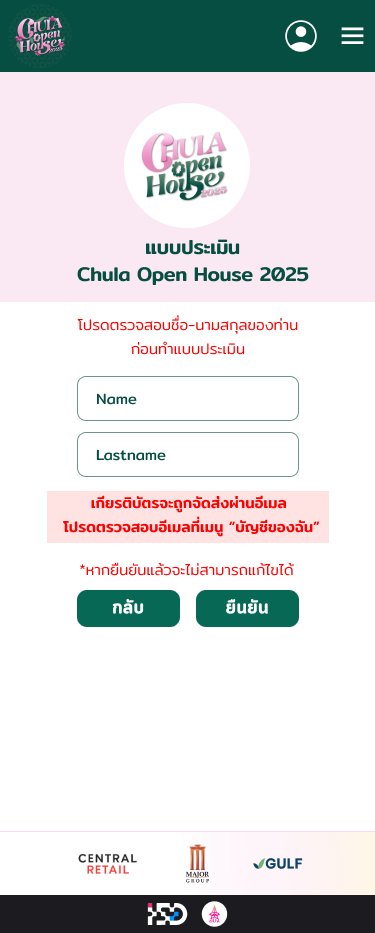 CHULA
Open
House
2025
CHULA
Open
House
2025
แบบประเมิน
Chula Open House 2025
โปรดตรวจสอบชื่อ-นามสกุลของท่าน
ก่อนทำแบบประเมิน
Name
Lastname
เกียรติบัตรจะถูกจัดส่งผ่านอีเมล
โปรดตรวจสอบอีเมลที่เมนู “บัญชีของฉัน”
*หากยืนยันแล้วจะไม่สามารถแก้ไขได้
กลับ
ยืนยัน
CENTRAL
RETAIL
MAJOR
GROUP
GULF
ISD